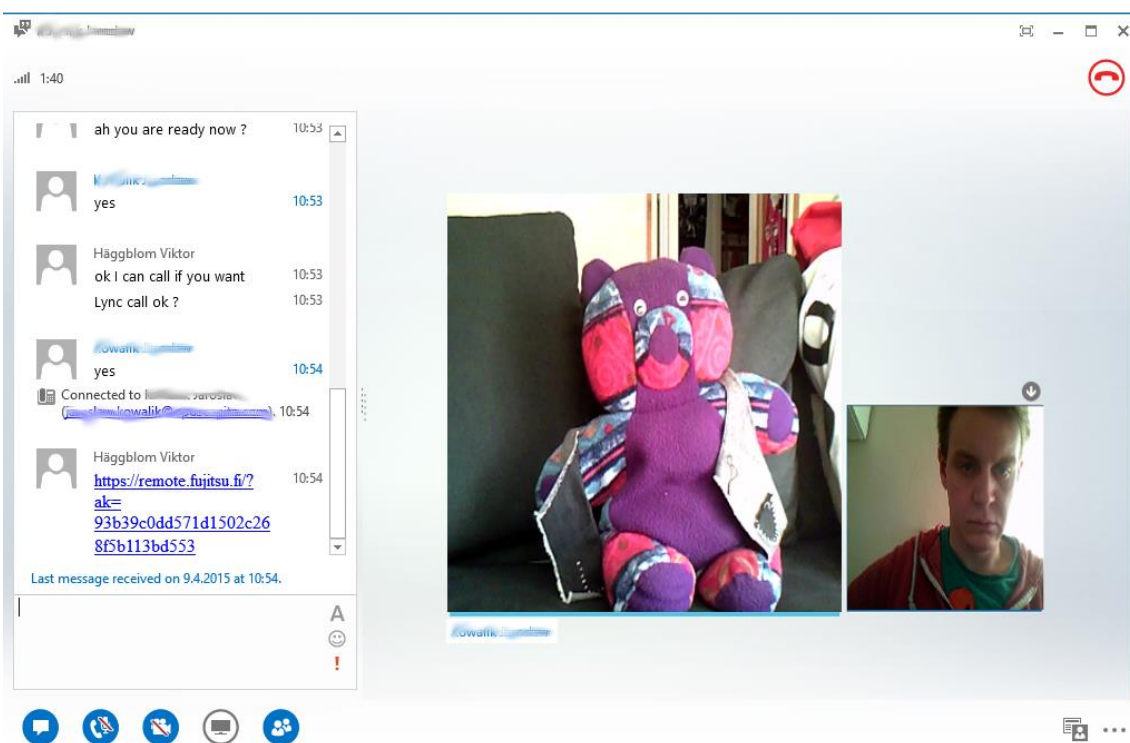 1:40
ah you are ready now ? 10:53
yes 10:53
Häggblom Viktor
ok I can call if you want 10:53
Lync call ok ? 10:53
yes 10:54
Connected to
10:54
Häggblom Viktor
https://remote.fujitsu.fi/? 10:54
ak=
93b39c0dd571d1502c26
8f5b113bd553
Last message received on 9.4.2015 at 10:54.
A
!